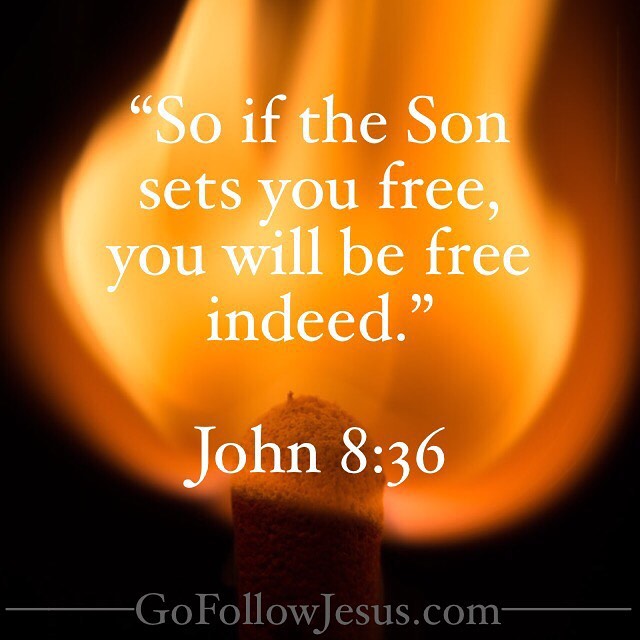 “So if the Son
sets you free,
you will be free
indeed.”
John 8:36
GoFollowJesus.com